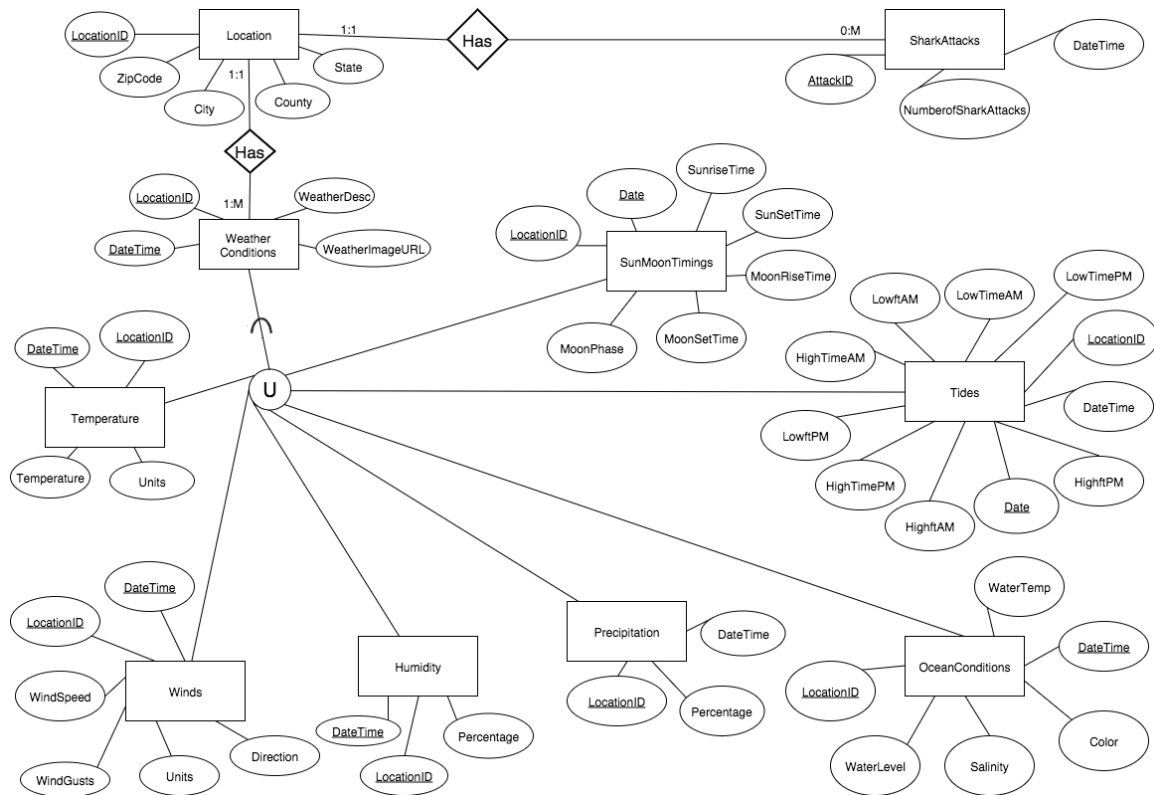 Location
1:1
Has
0:M
SharkAttacks
DateTime
LocationID
ZipCode
City
1:1
County
State
AttackID
NumberofSharkAttacks
Has
1:M
LocationID
WeatherDesc
DateTime
Weather
Conditions
WeatherImageURL
SunriseTime
Date
SunSetTime
LocationID
SunMoonTimings
MoonRiseTime
MoonPhase
MoonSetTime
LowftAM
LowTimeAM
LowTimePM
LocationID
HighTimeAM
Tides
DateTime
LowftPM
HighTimePM
HighftAM
Date
HighftPM
DateTime
LocationID
Temperature
Temperature
Units
U
DateTime
LocationID
WindSpeed
Winds
WindGusts
Units
Direction
Humidity
DateTime
LocationID
Percentage
Precipitation
DateTime
LocationID
Percentage
WaterTemp
DateTime
OceanConditions
LocationID
WaterLevel
Salinity
Color